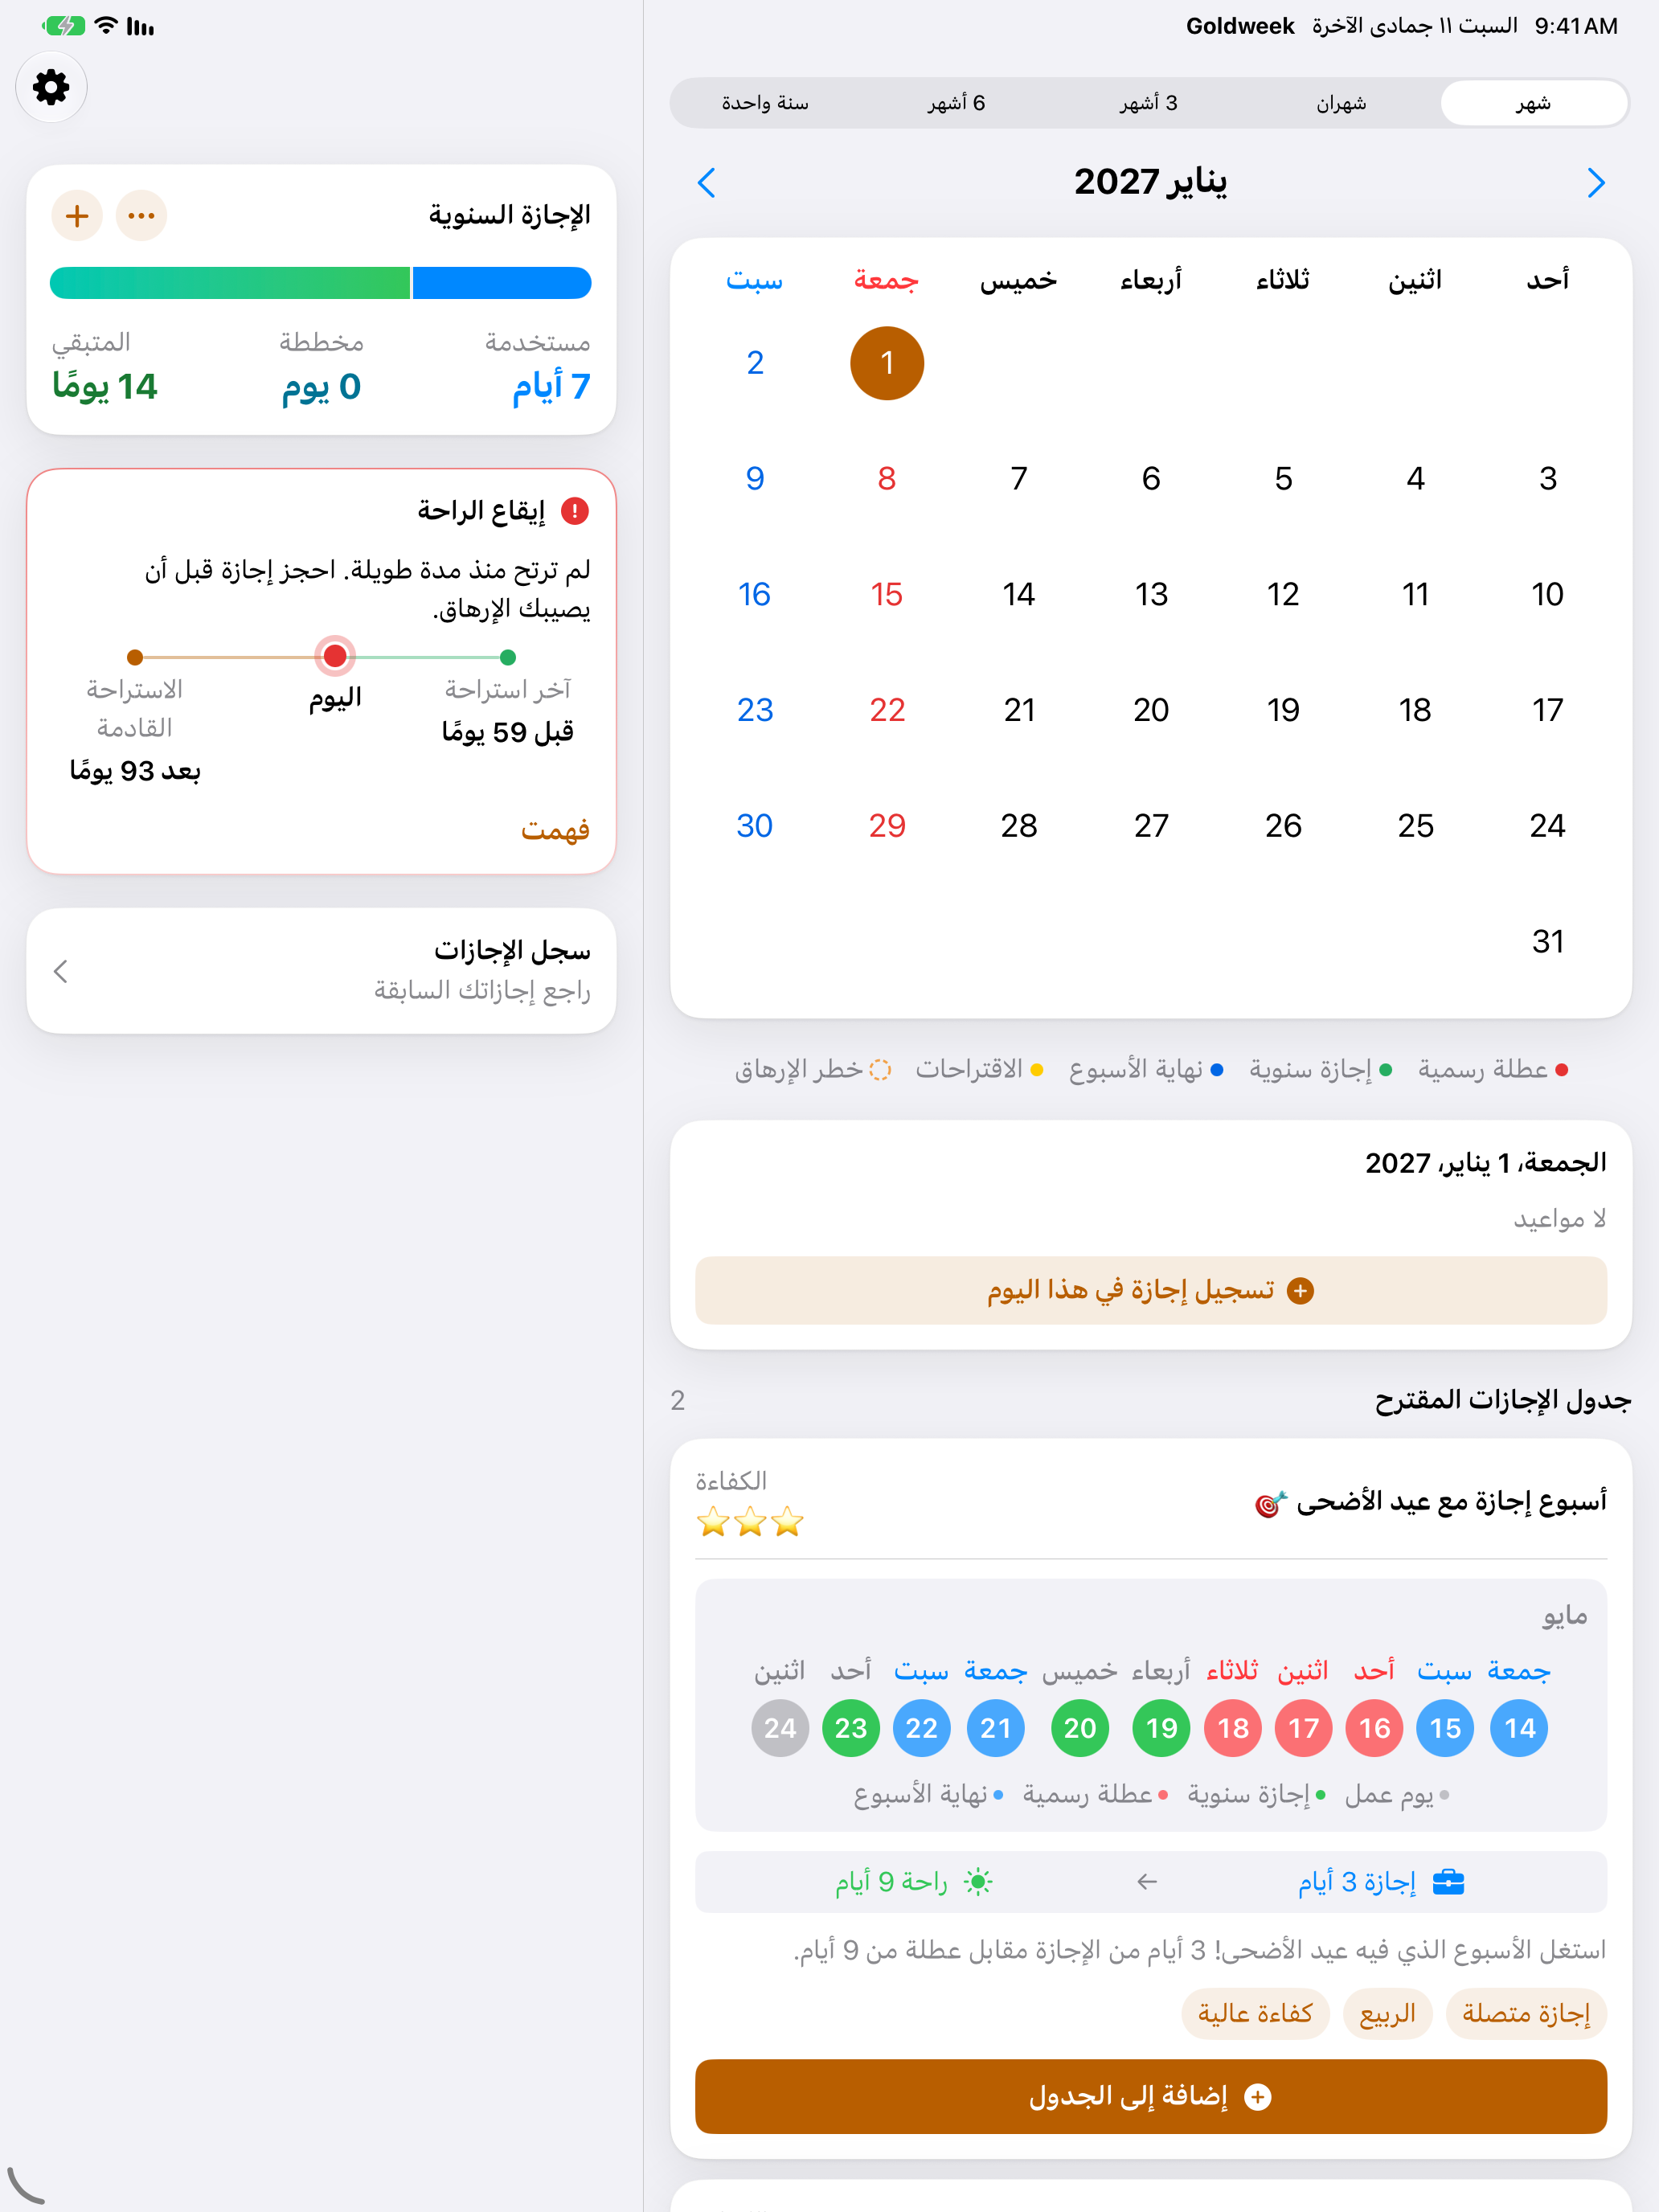 9:41 AM السبت ١١ جمادى الآخرة Goldweek
شهر
شهران
3 أشهر
6 أشهر
سنة واحدة
يناير 2027
أحد اثنين ثلاثاء أربعاء خميس جمعة سبت
1 2
3 4 5 6 7 8 9
10 11 12 13 14 15 16
17 18 19 20 21 22 23
24 25 26 27 28 29 30
31
عطلة رسمية
إجازة سنوية
نهاية الأسبوع
الاقتراحات
خطر الإرهاق
الجمعة، 1 يناير، 2027
لا مواعيد
تسجيل إجازة في هذا اليوم
جدول الإجازات المقترح
2
أسبوع إجازة مع عيد الأضحى
الكفاءة
مايو
جمعة سبت أحد اثنين ثلاثاء أربعاء خميس جمعة سبت أحد اثنين
14 15 16 17 18 19 20 21 22 23 24
يوم عمل
إجازة سنوية
عطلة رسمية
نهاية الأسبوع
إجازة 3 أيام ← راحة 9 أيام
استغل الأسبوع الذي فيه عيد الأضحى! 3 أيام من الإجازة مقابل عطلة من 9 أيام.
إجازة متصلة
الربيع
كفاءة عالية
إضافة إلى الجدول
الإجازة السنوية
مستخدمة
7 أيام
مخططة
0 يوم
المتبقي
14 يومًا
إيقاع الراحة
لم ترتح منذ مدة طويلة. احجز إجازة قبل أن
يصيبك الإرهاق.
آخر استراحة
قبل 59 يومًا
اليوم
الاستراحة
القادمة
بعد 93 يومًا
فهمت
سجل الإجازات
راجع إجازاتك السابقة